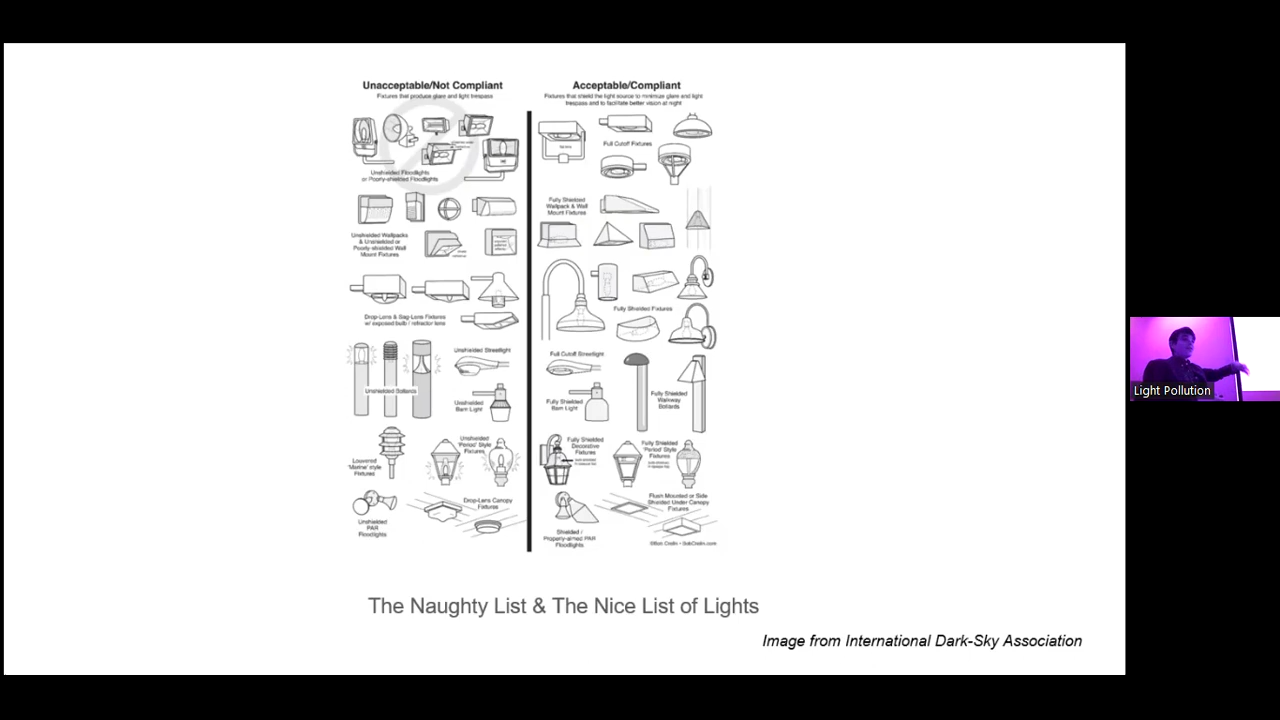 Unacceptable/Not Compliant
Fixtures that produce glare and light trespass
Unshielded Floodlights
or Poorly-shielded Floodlights
Unshielded Wallpacks
& Unshielded or
Poorly-shielded Wall
Mount Fixtures
Drop-Lens & Sag-Lens Fixtures
w/ exposed bulb / refractor lens
Unshielded Streetlight
Unshielded Bollards
Unshielded
Barn Light
Louvered
'Marine' style
Fixtures
Unshielded
'Period' Style
Fixtures
Drop-Lens Canopy
Fixtures
Unshielded
PAR
Floodlights
Acceptable/Compliant
Fixtures that shield the light source to minimize glare and light
trespass and to facilitate better vision at night
Full Cutoff Fixtures
Fully Shielded
Wallpack & Wall
Mount Fixtures
Fully Shielded Fixtures
Full Cutoff Streetlight
Fully Shielded
Barn Light
Fully Shielded
Walkway
Bollards
Fully Shielded
Decorative
Fixtures
Fully Shielded
'Period' Style
Fixtures
Flush Mounted or Side
Shielded Under Canopy
Fixtures
Shielded /
Properly-aimed PAR
Floodlights
©Bob Crelin • BobCrelin.com
The Naughty List & The Nice List of Lights
Image from International Dark-Sky Association
Light Pollution